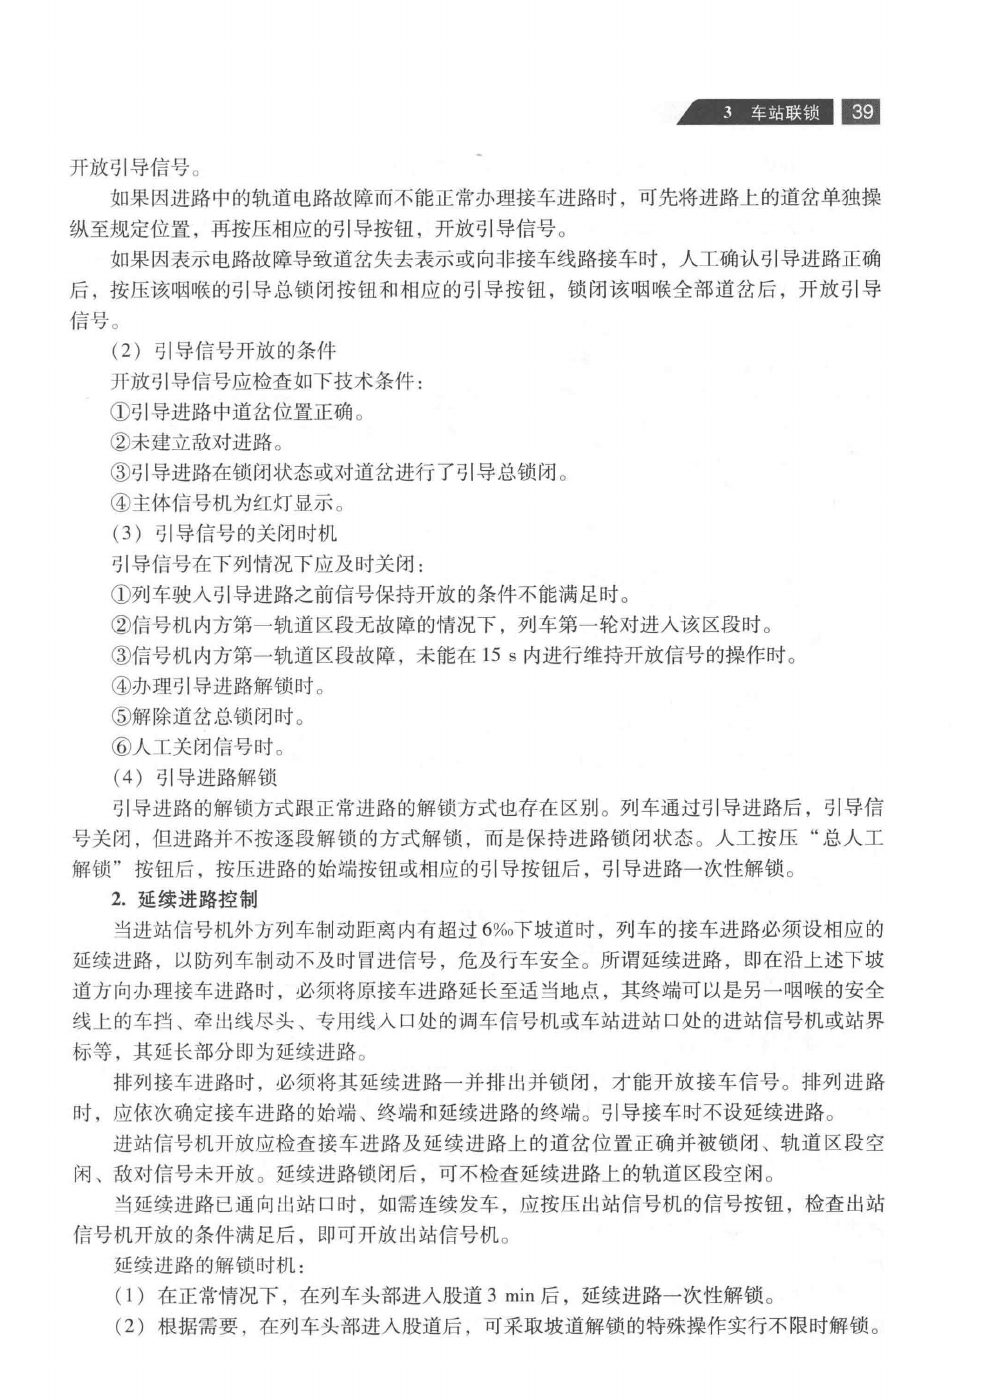 3 车站联锁 39
开放引导信号。
如果因进路中的轨道电路故障而不能正常办理接车进路时，可先将进路上的道岔单独操
纵至规定位置，再按压相应的引导按钮，开放引导信号。
如果因表示电路故障导致道岔失去表示或向非接车线路接车时，人工确认引导进路正确
后，按压该咽喉的引导总锁闭按钮和相应的引导按钮，锁闭该咽喉全部道岔后，开放引导
信号。
（2）引导信号开放的条件
开放引导信号应检查如下技术条件：
①引导进路中道岔位置正确。
②未建立敌对进路。
③引导进路在锁闭状态或对道岔进行了引导总锁闭。
④主体信号机为红灯显示。
（3）引导信号的关闭时机
引导信号在下列情况下应及时关闭：
①列车驶入引导进路之前信号保持开放的条件不能满足时。
②信号机内方第一轨道区段无故障的情况下，列车第一轮对进入该区段时。
③信号机内方第一轨道区段故障，未能在 15 s 内进行维持开放信号的操作时。
④办理引导进路解锁时。
⑤解除道岔总锁闭时。
⑥人工关闭信号时。
（4）引导进路解锁
引导进路的解锁方式跟正常进路的解锁方式也存在区别。列车通过引导进路后，引导信
号关闭，但进路并不按逐段解锁的方式解锁，而是保持进路锁闭状态。人工按压“总人工
解锁”按钮后，按压进路的始端按钮或相应的引导按钮后，引导进路一次性解锁。
2. 延续进路控制
当进站信号机外方列车制动距离内有超过 6‰下坡道时，列车的接车进路必须设相应的
延续进路，以防列车制动不及时冒进信号，危及行车安全。所谓延续进路，即在沿上述下坡
道方向办理接车进路时，必须将原接车进路延长至适当地点，其终端可以是另一咽喉的安全
线上的车挡、牵出线尽头、专用线入口处的调车信号机或车站进站口处的进站信号机或站界
标等，其延长部分即为延续进路。
排列接车进路时，必须将其延续进路一并排出并锁闭，才能开放接车信号。排列进路
时，应依次确定接车进路的始端、终端和延续进路的终端。引导接车时不设延续进路。
进站信号机开放应检查接车进路及延续进路上的道岔位置正确并被锁闭、轨道区段空
闲、敌对信号未开放。延续进路锁闭后，可不检查延续进路上的轨道区段空闲。
当延续进路已通向出站口时，如需连续发车，应按压出站信号机的信号按钮，检查出站
信号机开放的条件满足后，即可开放出站信号机。
延续进路的解锁时机：
（1）在正常情况下，在列车头部进入股道 3 min 后，延续进路一次性解锁。
（2）根据需要，在列车头部进入股道后，可采取坡道解锁的特殊操作实行不限时解锁。